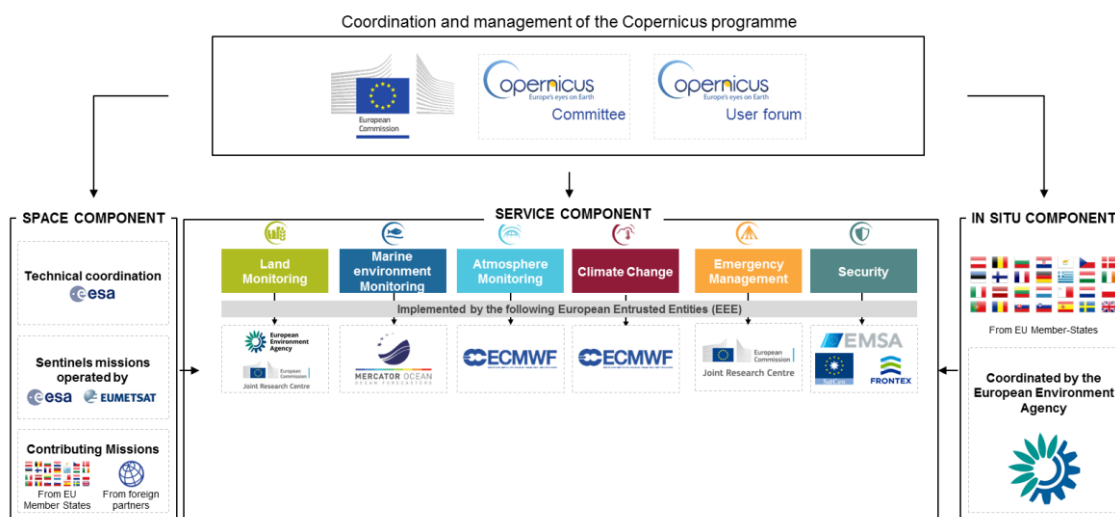 Coordination and management of the Copernicus programme
European
Commission
Copernicus
Europe's eyes on Earth
Committee
Copernicus
Europe's eyes on Earth
User forum
SPACE COMPONENT
Technical coordination
esa
Sentinels missions
operated by
esa
EUMETSAT
Contributing Missions
From EU
Member States
From foreign
partners
SERVICE COMPONENT
Land
Monitoring
Marine
environment
Monitoring
Atmosphere
Monitoring
Climate Change
Emergency
Management
Security
Implemented by the following European Entrusted Entities (EEE)
European
Environment
Agency
European
Commission
Joint Research Centre
MERCATOR OCEAN
OCEAN FORECASTERS
ECMWF
ECMWF
European
Commission
Joint Research Centre
EMSA
SatCen
FRONTEX
IN SITU COMPONENT
From EU Member-States
Coordinated by the
European Environment
Agency